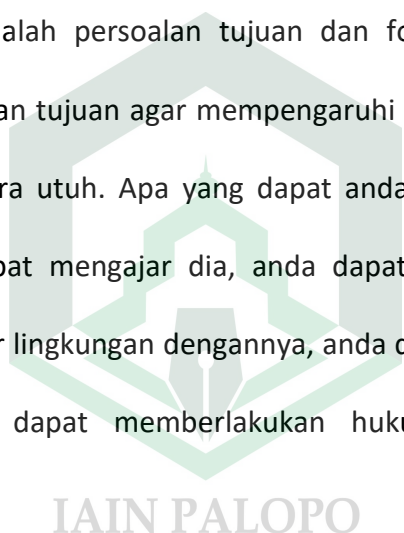 alah persoalan tujuan dan fo
an tujuan agar mempengaruhi
ra utuh. Apa yang dapat anda
pat mengajar dia, anda dapat
r lingkungan dengannya, anda d
dapat memberlakukan huku
IAIN PALOPO